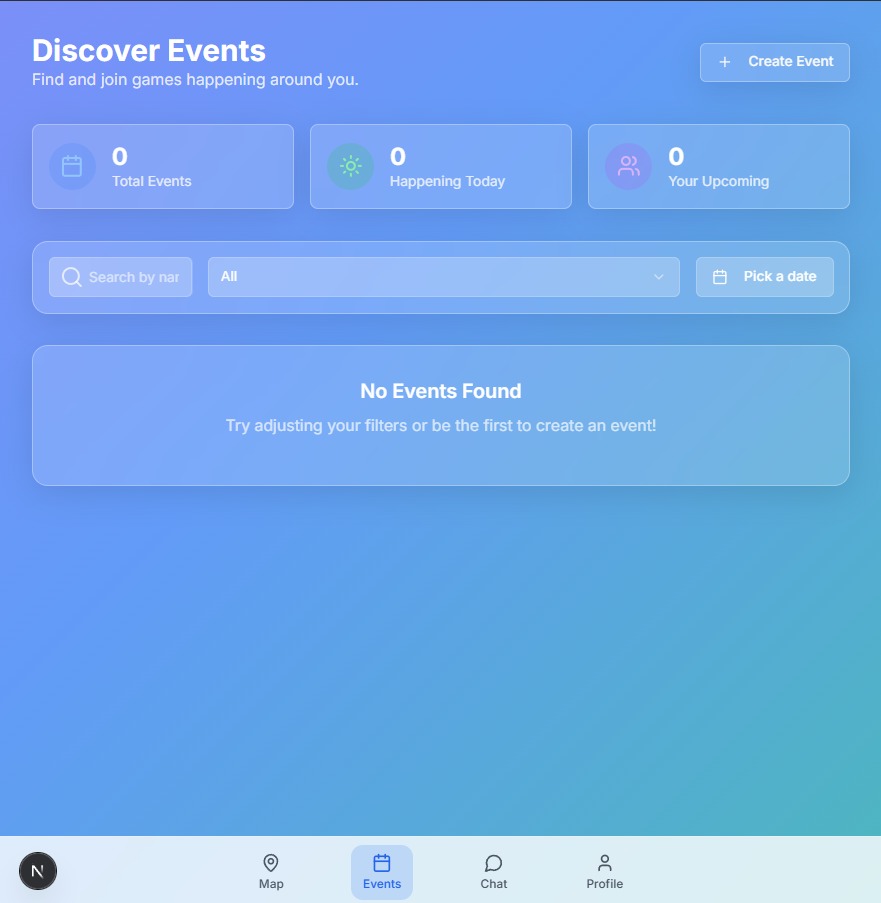 Discover Events
Find and join games happening around you.
Create Event
0
Total Events
0
Happening Today
0
Your Upcoming
Search by nar
All
Pick a date
No Events Found
Try adjusting your filters or be the first to create an event!
N
Map
Events
Chat
Profile